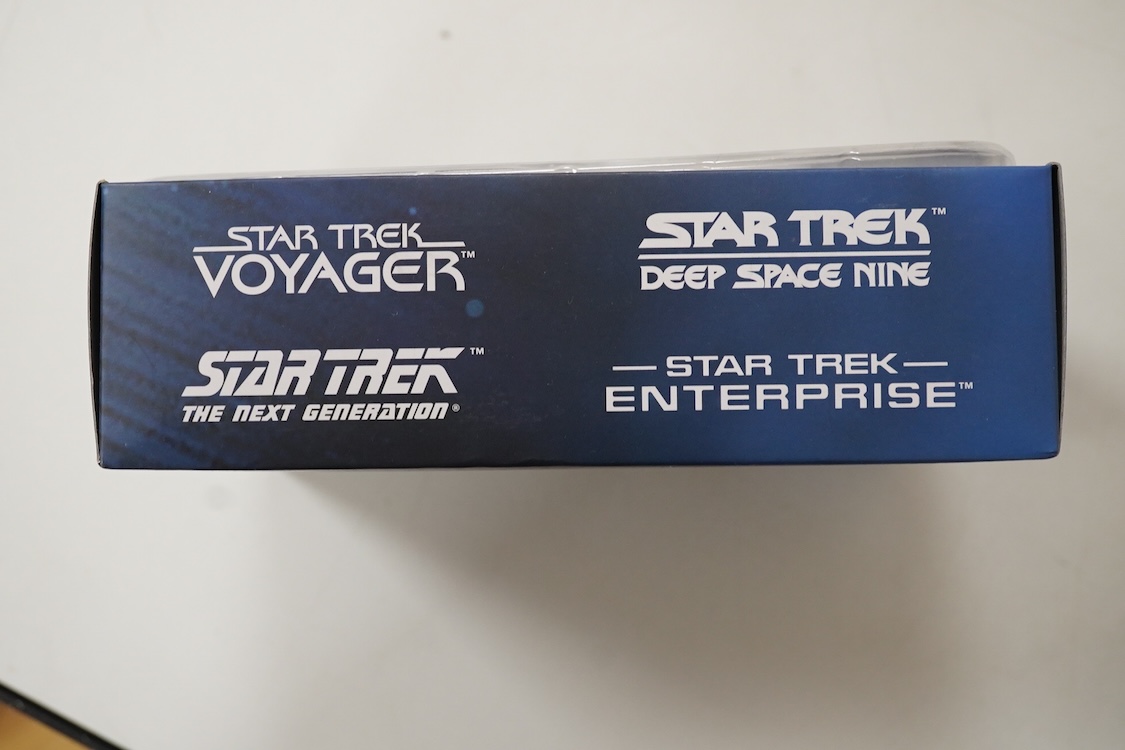 STAR TREK
VOYAGER™
STAR TREK™
DEEP SPACE NINE
STAR TREK™
THE NEXT GENERATION®
STAR TREK
ENTERPRISE™